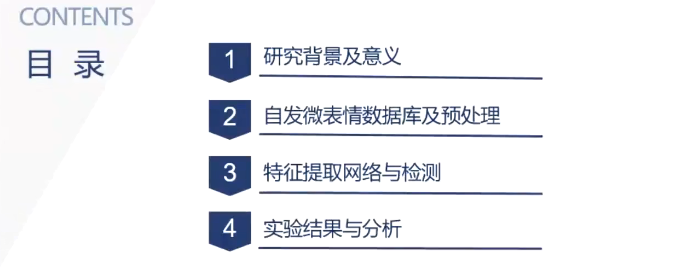 CONTENTS
目 录
1 研究背景及意义
2 自发微表情数据库及预处理
3 特征提取网络与检测
4 实验结果与分析